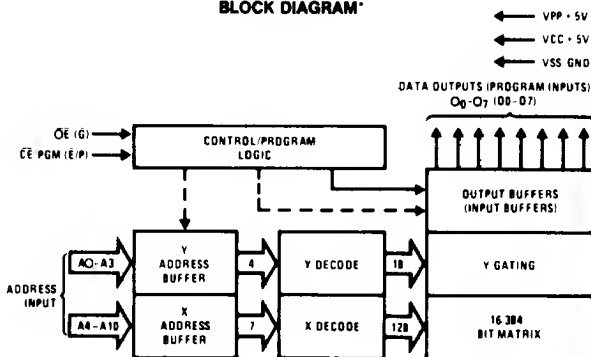 BLOCK DIAGRAM*
VPP + 5V
VCC + 5V
VSS GND
DATA OUTPUTS (PROGRAM INPUTS)
O0-O7 (D0-D7)
OE (G)
CE PGM (E/P)
CONTROL/PROGRAM
LOGIC
OUTPUT BUFFERS
(INPUT BUFFERS)
ADDRESS
INPUT
A0-A3
Y
ADDRESS
BUFFER
4
Y DECODE
16
Y GATING
A4-A10
X
ADDRESS
BUFFER
7
X DECODE
128
16 384
BIT MATRIX